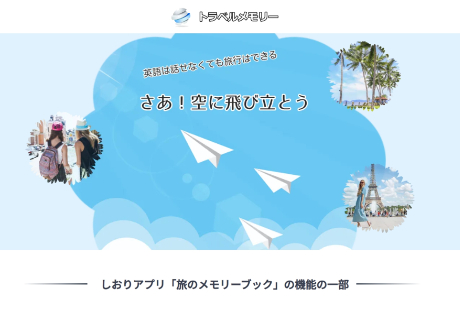 トラベルメモリー
英語は話せなくても旅行はできる
さあ！空に飛び立とう
しおりアプリ「旅のメモリーブック」の機能の一部